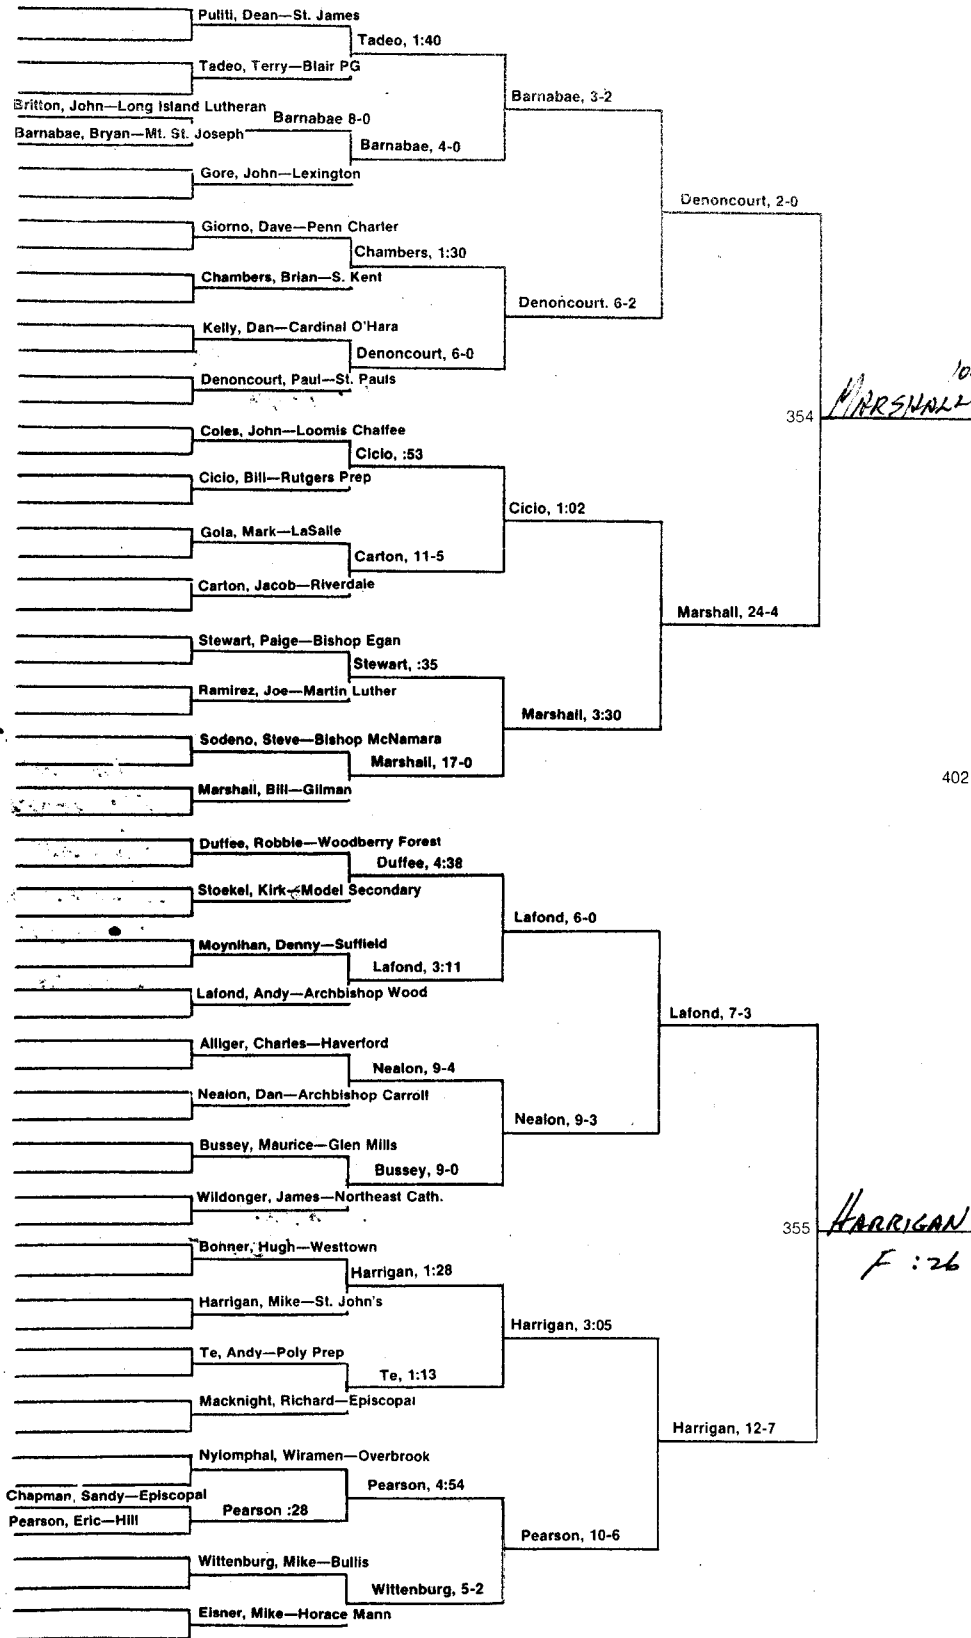 Puliti, Dean—St. James
Tadeo, 1:40
Tadeo, Terry—Blair PG
Barnabae, 3-2
Britton, John—Long Island Lutheran
Barnabae 8-0
Barnabae, Bryan—Mt. St. Joseph
Barnabae, 4-0
Gore, John—Lexington
Denoncourt, 2-0
Giorno, Dave—Penn Charter
Chambers, 1:30
Chambers, Brian—S. Kent
Denoncourt. 6-2
Kelly, Dan—Cardinal O'Hara
Denoncourt, 6-0
Denoncourt, Paul—St. Pauls
354
MARSHALL
Coles, John—Loomis Chaffee
Cicio, :53
Cicio, Bill—Rutgers Prep
Cicio, 1:02
Gola, Mark—LaSalle
Carton, 11-5
Carton, Jacob—Riverdale
Marshall, 24-4
Stewart, Paige—Bishop Egan
Stewart, :35
Ramirez, Joe—Martin Luther
Marshall, 3:30
Sodeno, Steve—Bishop McNamara
Marshall, 17-0
Marshall, Bill—Gilman
402
Duffee, Robbie—Woodberry Forest
Duffee, 4:38
Stoekel, Kirk—Model Secondary
Lafond, 6-0
Moynihan, Denny—Suffield
Lafond, 3:11
Lafond, Andy—Archbishop Wood
Lafond, 7-3
Alliger, Charles—Haverford
Nealon, 9-4
Nealon, Dan—Archbishop Carroll
Nealon, 9-3
Bussey, Maurice—Glen Mills
Bussey, 9-0
Wildonger, James—Northeast Cath.
355
HARRIGAN
F :26
Bohner, Hugh—Westtown
Harrigan, 1:28
Harrigan, Mike—St. John's
Harrigan, 3:05
Te, Andy—Poly Prep
Te, 1:13
Macknight, Richard—Episcopal
Harrigan, 12-7
Nylomphal, Wiramen—Overbrook
Pearson, 4:54
Chapman, Sandy—Episcopal
Pearson :28
Pearson, Eric—Hill
Pearson, 10-6
Wittenburg, Mike—Bullis
Wittenburg, 5-2
Eisner, Mike—Horace Mann